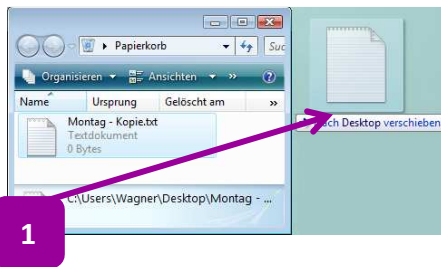 Papierkorb
Suc
Organisieren
Ansichten
»
?
Name
Ursprung
Gelöscht am
»
Montag - Kopie.txt
Textdokument
0 Bytes
Desktop verschieben
C:\Users\Wagner\Desktop\Montag - ...
1